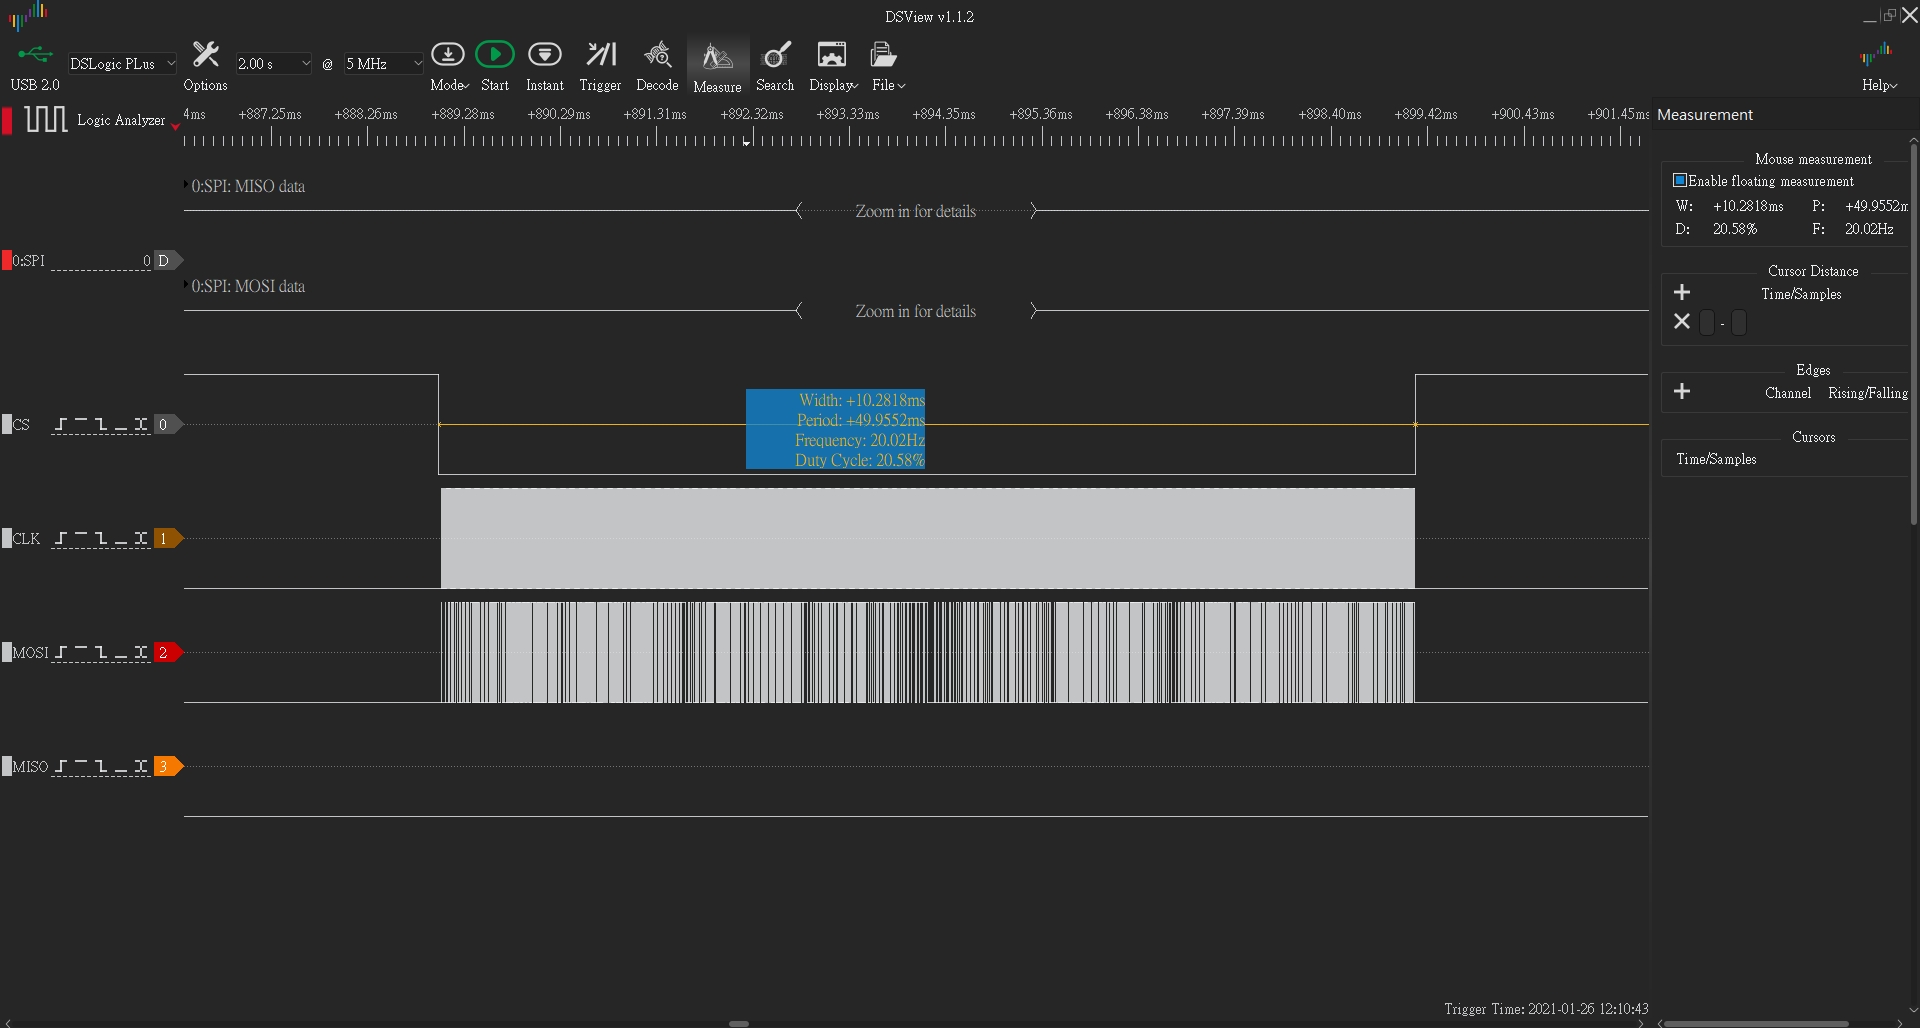 DSView v1.1.2
USB 2.0
DSLogic PLus
Options
2.00 s
@
5 MHz
Mode
Start
Instant
Trigger
Decode
Measure
Search
Display
File
Help
Logic Analyzer
4ms +887.25ms +888.26ms +889.28ms +890.29ms +891.31ms +892.32ms +893.33ms +894.35ms +895.36ms +896.38ms +897.39ms +898.40ms +899.42ms +900.43ms +901.45ms
0:SPI: MISO data
Zoom in for details
0:SPI 0 D
0:SPI: MOSI data
Zoom in for details
CS 0
Width: +10.2818ms
Period: +49.9552ms
Frequency: 20.02Hz
Duty Cycle: 20.58%
CLK 1
MOSI 2
MISO 3
Trigger Time: 2021-01-26 12:10:43
Measurement
Mouse measurement
Enable floating measurement
W: +10.2818ms P: +49.9552m
D: 20.58% F: 20.02Hz
Cursor Distance
Time/Samples
-
Edges
Channel Rising/Falling
Cursors
Time/Samples